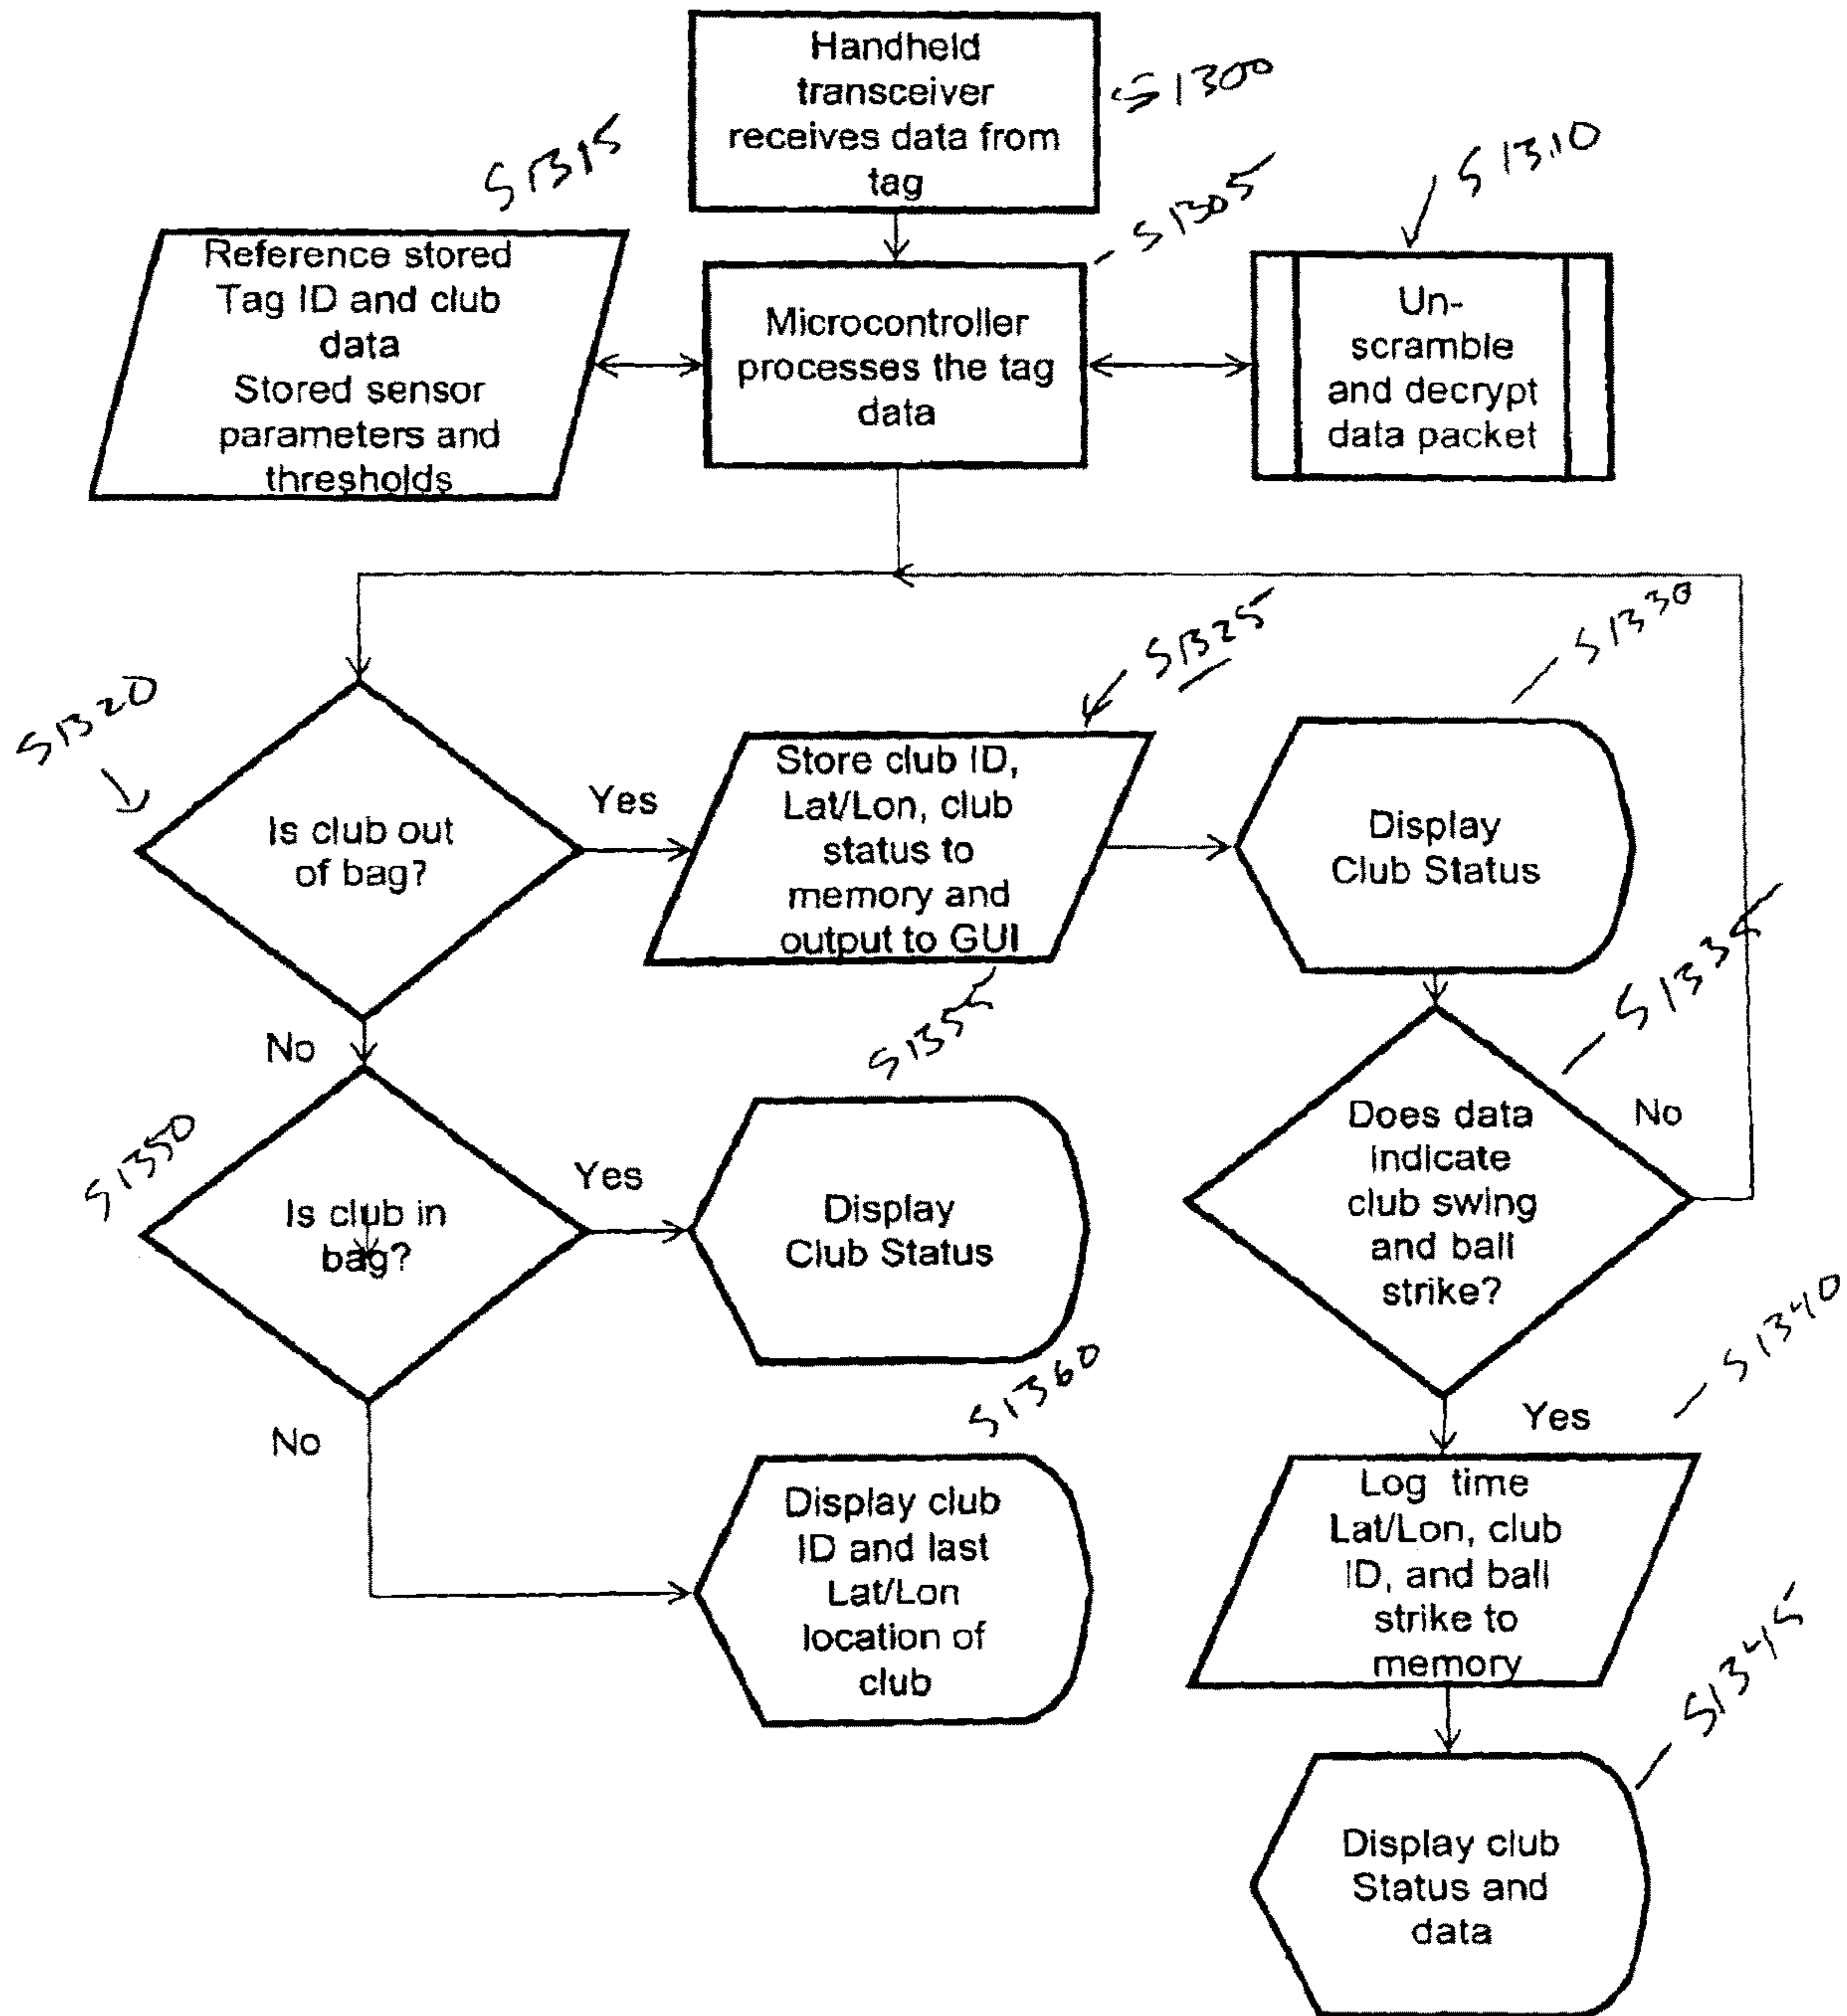 Handheld
transceiver
receives data from
tag
S1300
S1315
S1305
S1310
Reference stored
Tag ID and club
data
Stored sensor
parameters and
thresholds
Microcontroller
processes the tag
data
Un-
scramble
and decrypt
data packet
S1320
S1325
S1330
Is club out
of bag?
Yes
No
Store club ID,
Lat/Lon, club
status to
memory and
output to GUI
Display
Club Status
S1335
S1350
S1355
Is club in
bag?
Yes
No
Display
Club Status
Does data
indicate
club swing
and ball
strike?
No
Yes
S1340
S1360
Display club
ID and last
Lat/Lon
location of
club
Log time
Lat/Lon, club
ID, and ball
strike to
memory
S1345
Display club
Status and
data